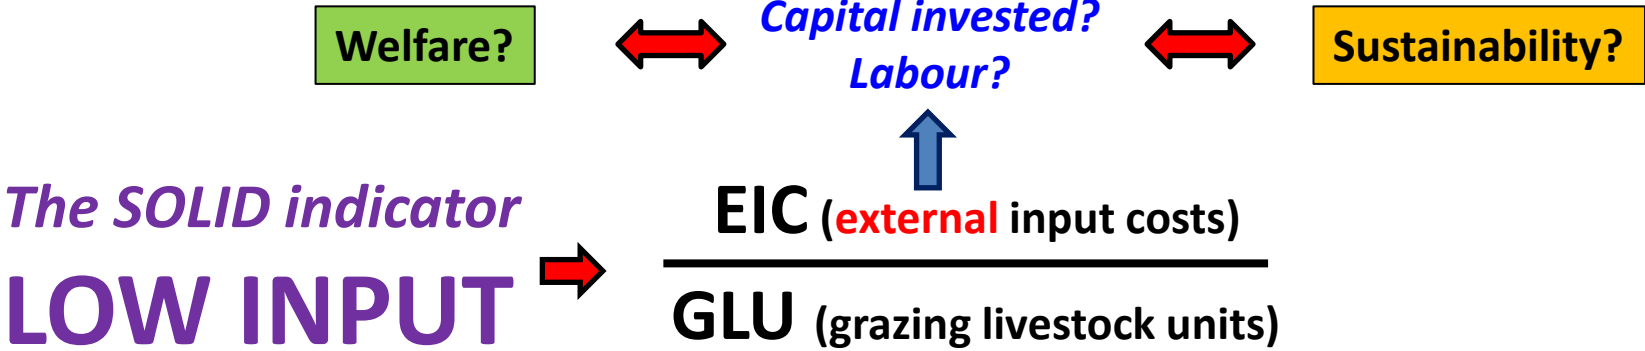 Welfare?
Capital invested?
Labour?
Sustainability?
The SOLID indicator
LOW INPUT
EIC (external input costs)
GLU (grazing livestock units)